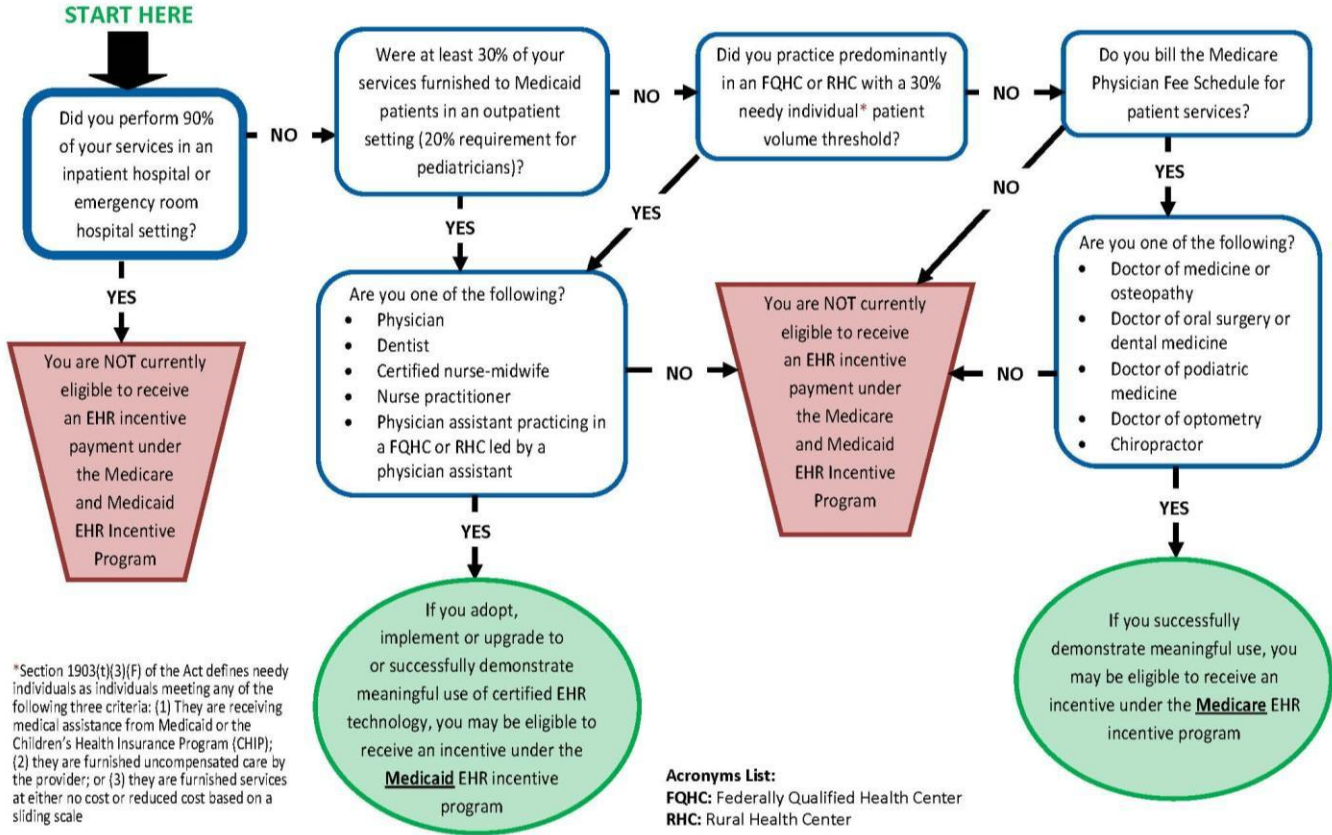 START HERE
Did you perform 90%
of your services in an
inpatient hospital or
emergency room
hospital setting?
NO
YES
You are NOT currently
eligible to receive
an EHR incentive
payment under
the Medicare
and Medicaid
EHR Incentive
Program
Were at least 30% of your
services furnished to Medicaid
patients in an outpatient
setting (20% requirement for
pediatricians)?
NO
YES
Did you practice predominantly
in an FQHC or RHC with a 30%
needy individual* patient
volume threshold?
NO
YES
Do you bill the Medicare
Physician Fee Schedule for
patient services?
NO
YES
Are you one of the following?
• Physician
• Dentist
• Certified nurse-midwife
• Nurse practitioner
• Physician assistant practicing in
a FQHC or RHC led by a
physician assistant
NO
YES
You are NOT currently
eligible to receive
an EHR incentive
payment under
the Medicare
and Medicaid
EHR Incentive
Program
Are you one of the following?
• Doctor of medicine or
osteopathy
• Doctor of oral surgery or
dental medicine
• Doctor of podiatric
medicine
• Doctor of optometry
• Chiropractor
NO
YES
If you adopt,
implement or upgrade to
or successfully demonstrate
meaningful use of certified EHR
technology, you may be eligible to
receive an incentive under the
Medicaid EHR incentive
program
If you successfully
demonstrate meaningful use, you
may be eligible to receive an
incentive under the Medicare EHR
incentive program
*Section 1903(t)(3)(F) of the Act defines needy
individuals as individuals meeting any of the
following three criteria: (1) They are receiving
medical assistance from Medicaid or the
Children's Health Insurance Program (CHIP);
(2) they are furnished uncompensated care by
the provider; or (3) they are furnished services
at either no cost or reduced cost based on a
sliding scale
Acronyms List:
FQHC: Federally Qualified Health Center
RHC: Rural Health Center